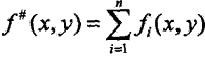 f^#(x, y) = \sum_{i=1}^{n} f_i(x, y)